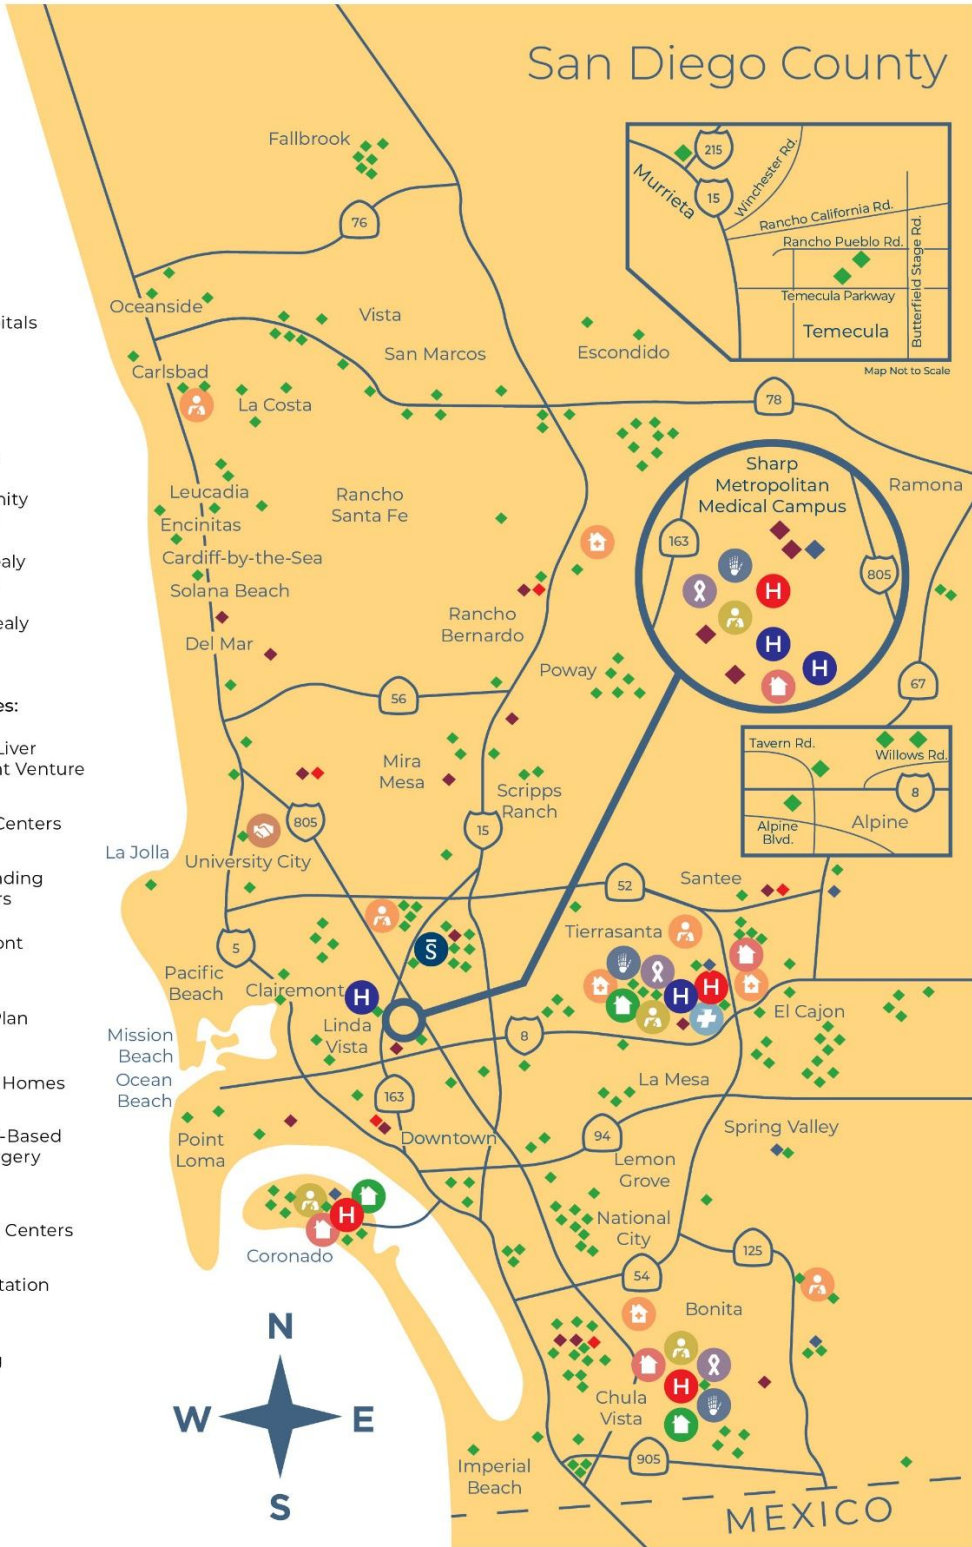 San Diego County
Fallbrook
215
Murrieta
15
Winchester Rd.
Rancho California Rd.
Rancho Pueblo Rd.
Butterfield Stage Rd.
Temecula Parkway
Temecula
Map Not to Scale
76
Oceanside
Vista
San Marcos
Escondido
Carlsbad
La Costa
78
itals
Leucadia
Encinitas
Cardiff-by-the-Sea
Solana Beach
Del Mar
Rancho
Santa Fe
nity
ealy
ealy
Sharp
Metropolitan
Medical Campus
163
805
H
H
H
Ramona
Rancho
Bernardo
Poway
56
67
es:
Liver
nt Venture
Centers
nding
rs
ont
Plan
Homes
-Based
rgery
Centers
tation
g
Mira
Mesa
Scripps
Ranch
15
805
Tavern Rd.
Willows Rd.
8
Alpine
Blvd.
Alpine
La Jolla
University City
52
Santee
Tierrasanta
5
S̄
Pacific
Beach
Clairemont
H
H
H
Linda
Vista
Mission
Beach
Ocean
Beach
8
El Cajon
La Mesa
163
Point
Loma
Downtown
94
Spring Valley
Lemon
Grove
National
City
H
Coronado
125
54
Bonita
H
Chula
Vista
N
W
E
S
Imperial
Beach
905
MEXICO